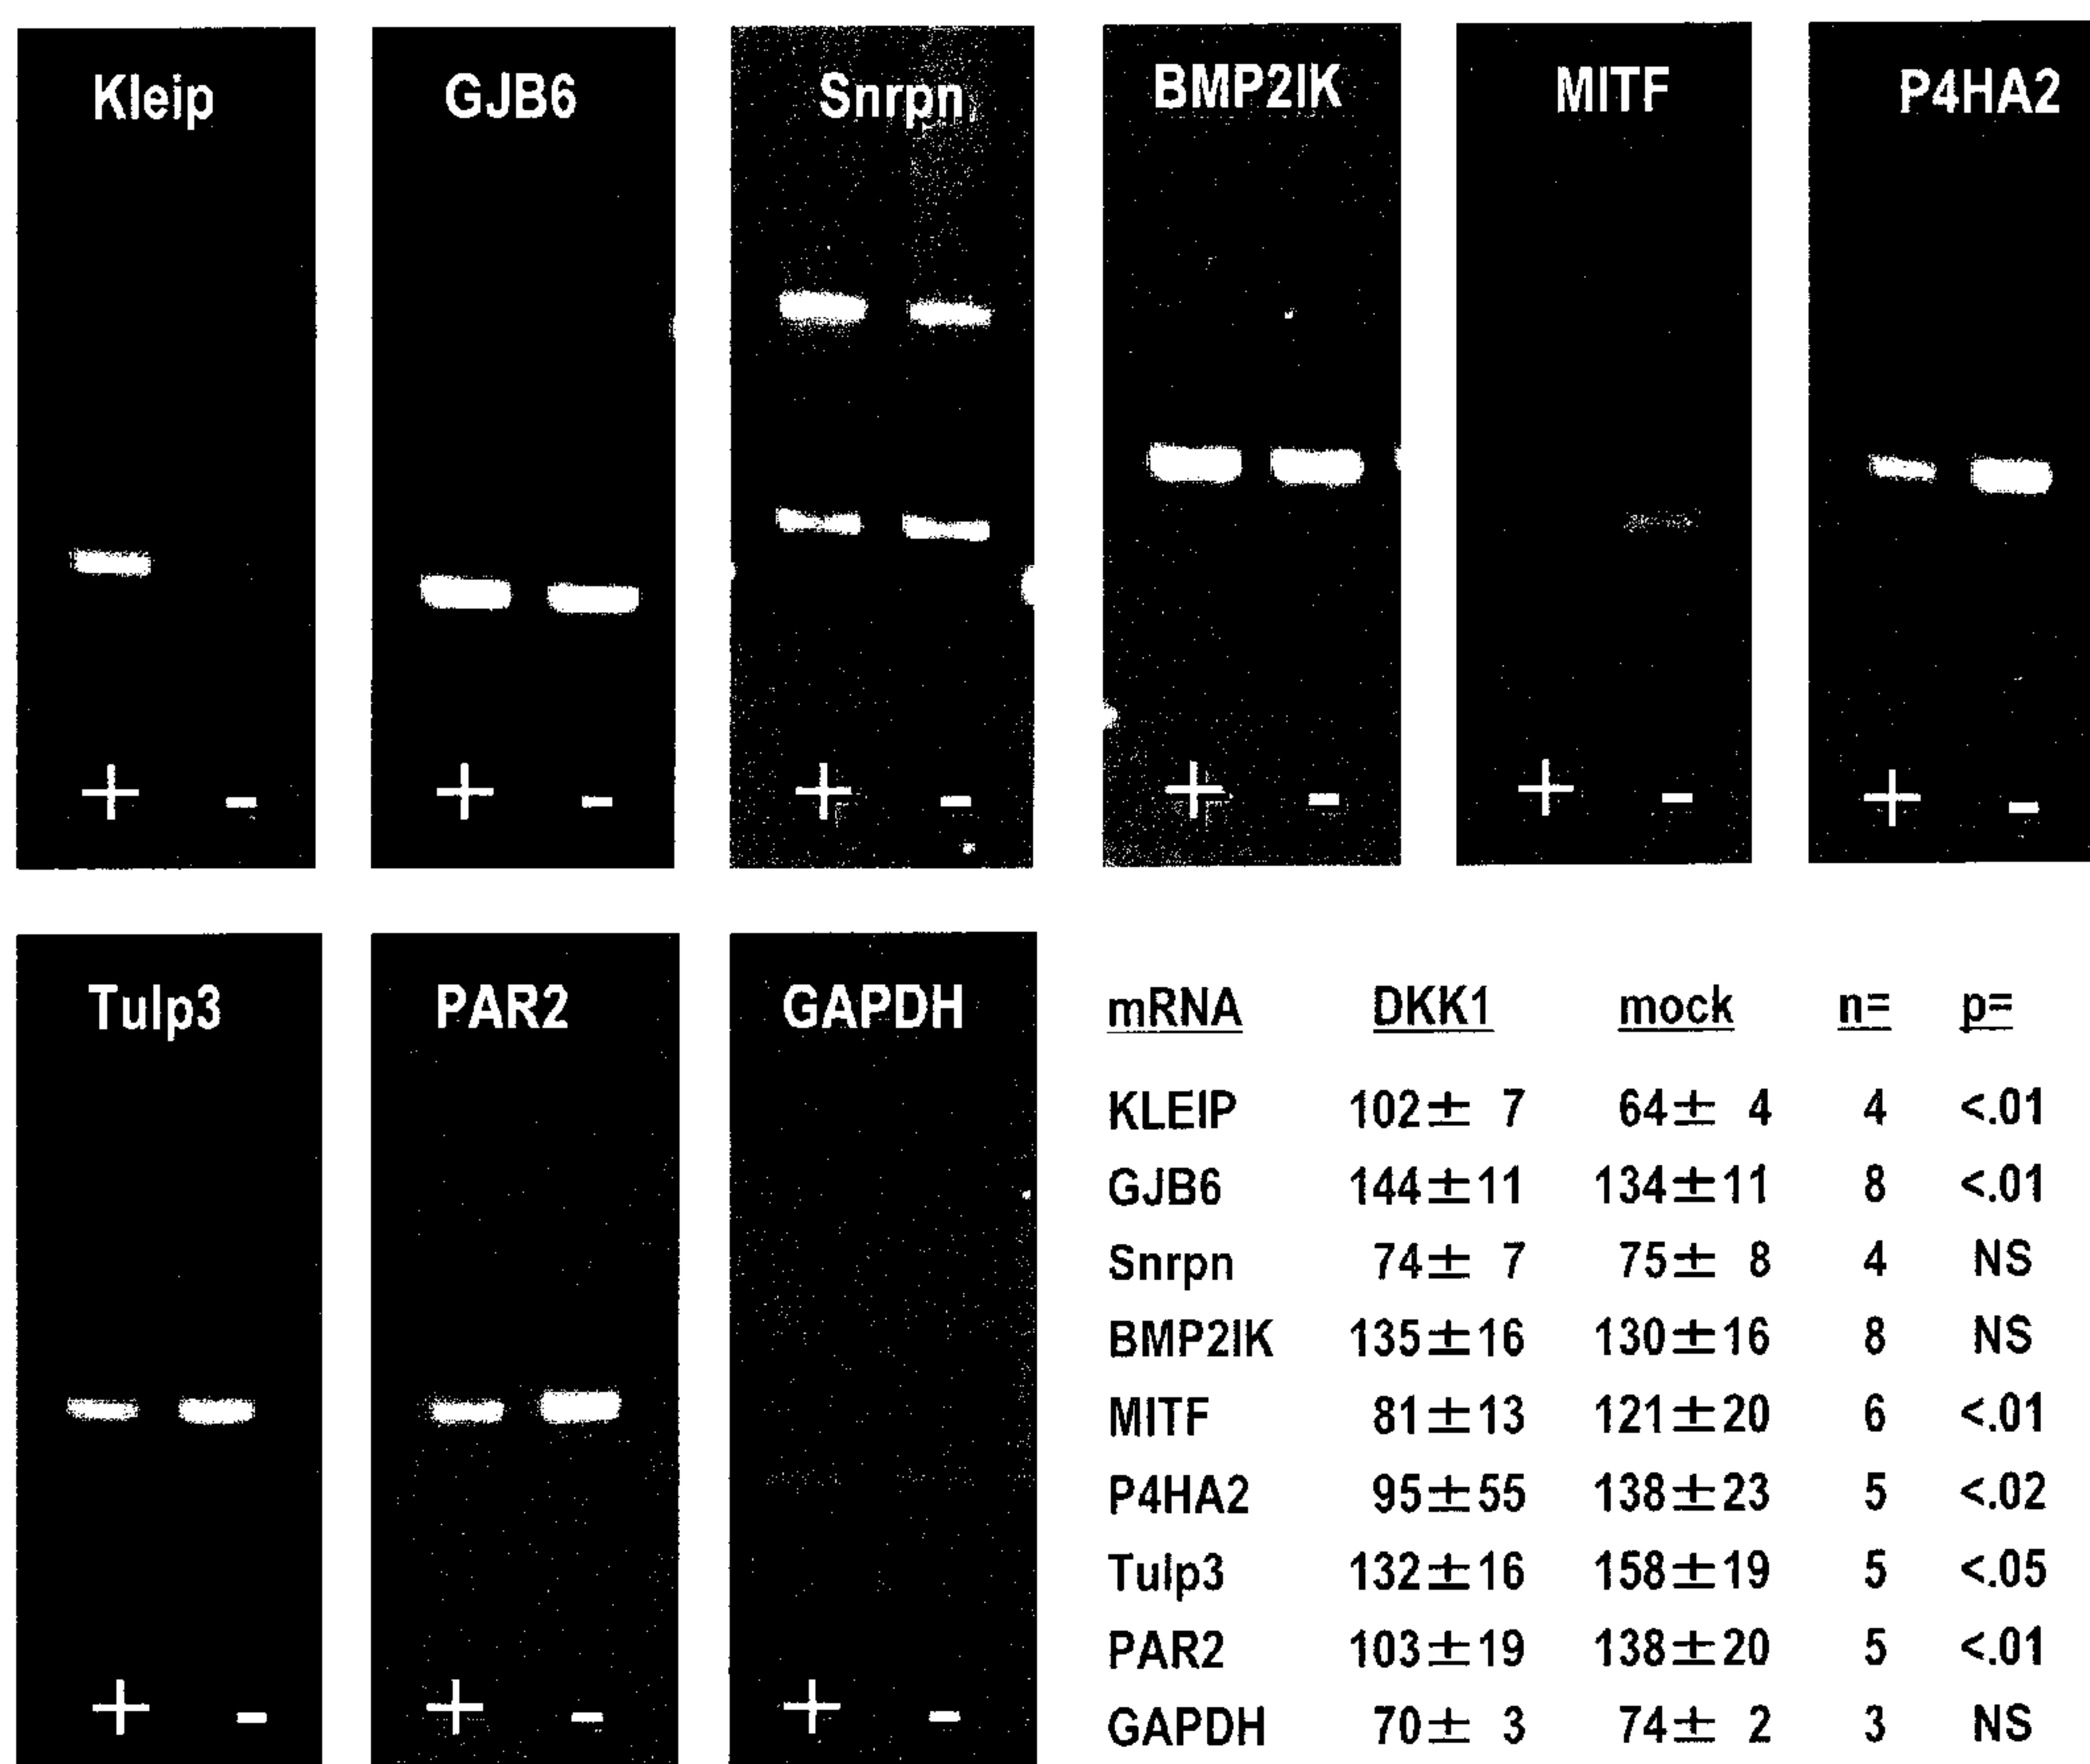 Kleip GJB6 Snrpn BMP2IK MITF P4HA2
+ - + - + - + - + - + -
Tulp3 PAR2 GAPDH
+ - + - + -
mRNA DKK1 mock n= p=
KLEIP 102± 7 64± 4 4 <.01
GJB6 144±11 134±11 8 <.01
Snrpn 74± 7 75± 8 4 NS
BMP2IK 135±16 130±16 8 NS
MITF 81±13 121±20 6 <.01
P4HA2 95±55 138±23 5 <.02
Tulp3 132±16 158±19 5 <.05
PAR2 103±19 138±20 5 <.01
GAPDH 70± 3 74± 2 3 NS